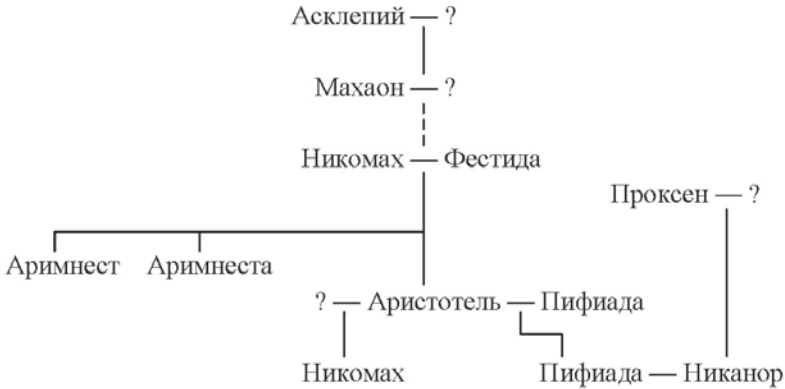 Асклепий — ?
Махаон — ?
Никомах — Фестида
Проксен — ?
Аримнест Аримнеста
? — Аристотель — Пифиада
Никомах Пифиада — Никанор